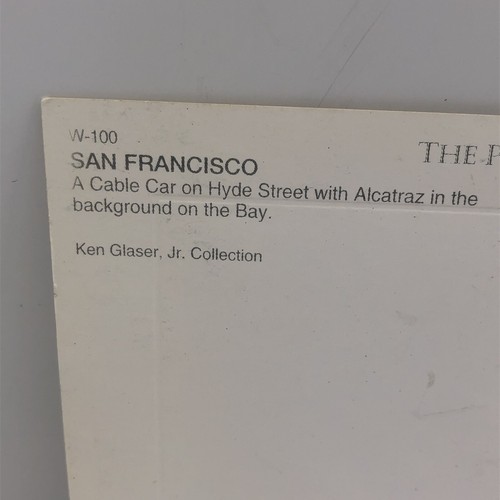 W-100
SAN FRANCISCO
A Cable Car on Hyde Street with Alcatraz in the
background on the Bay.
Ken Glaser, Jr. Collection
THE P